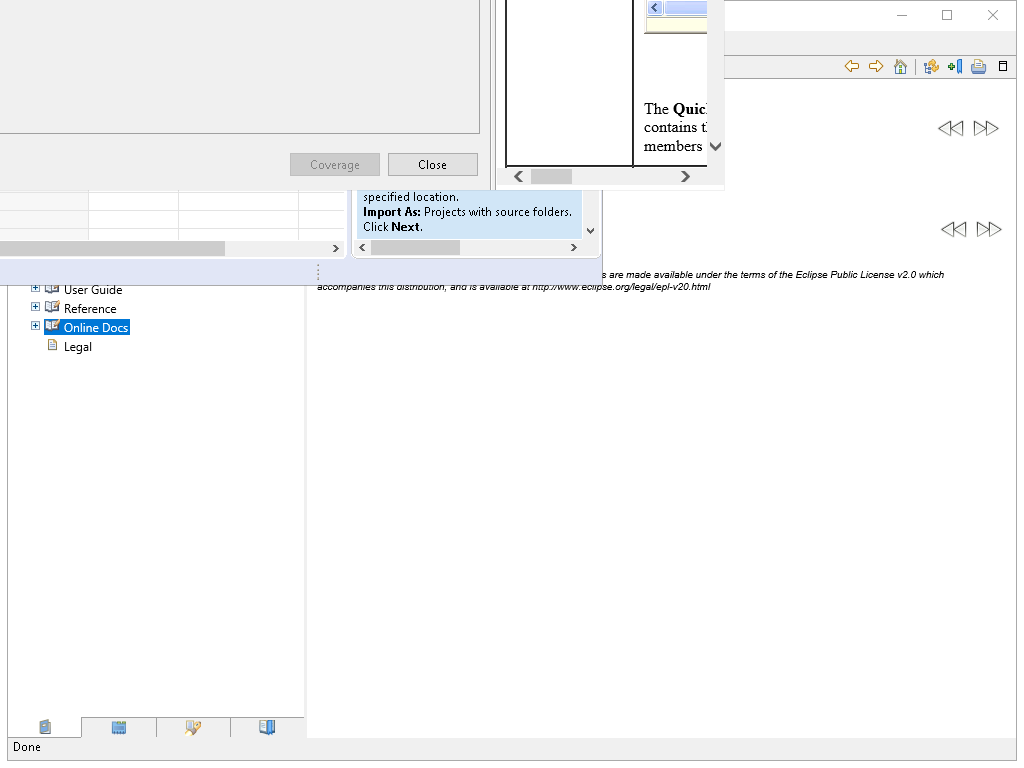 The Quic
contains t
members
Coverage
Close
specified location.
Import As: Projects with source folders.
Click Next.
s are made available under the terms of the Eclipse Public License v2.0 which
accompanies this distribution, and is available at http://www.eclipse.org/legal/epl-v20.html
User Guide
Reference
Online Docs
Legal
Done